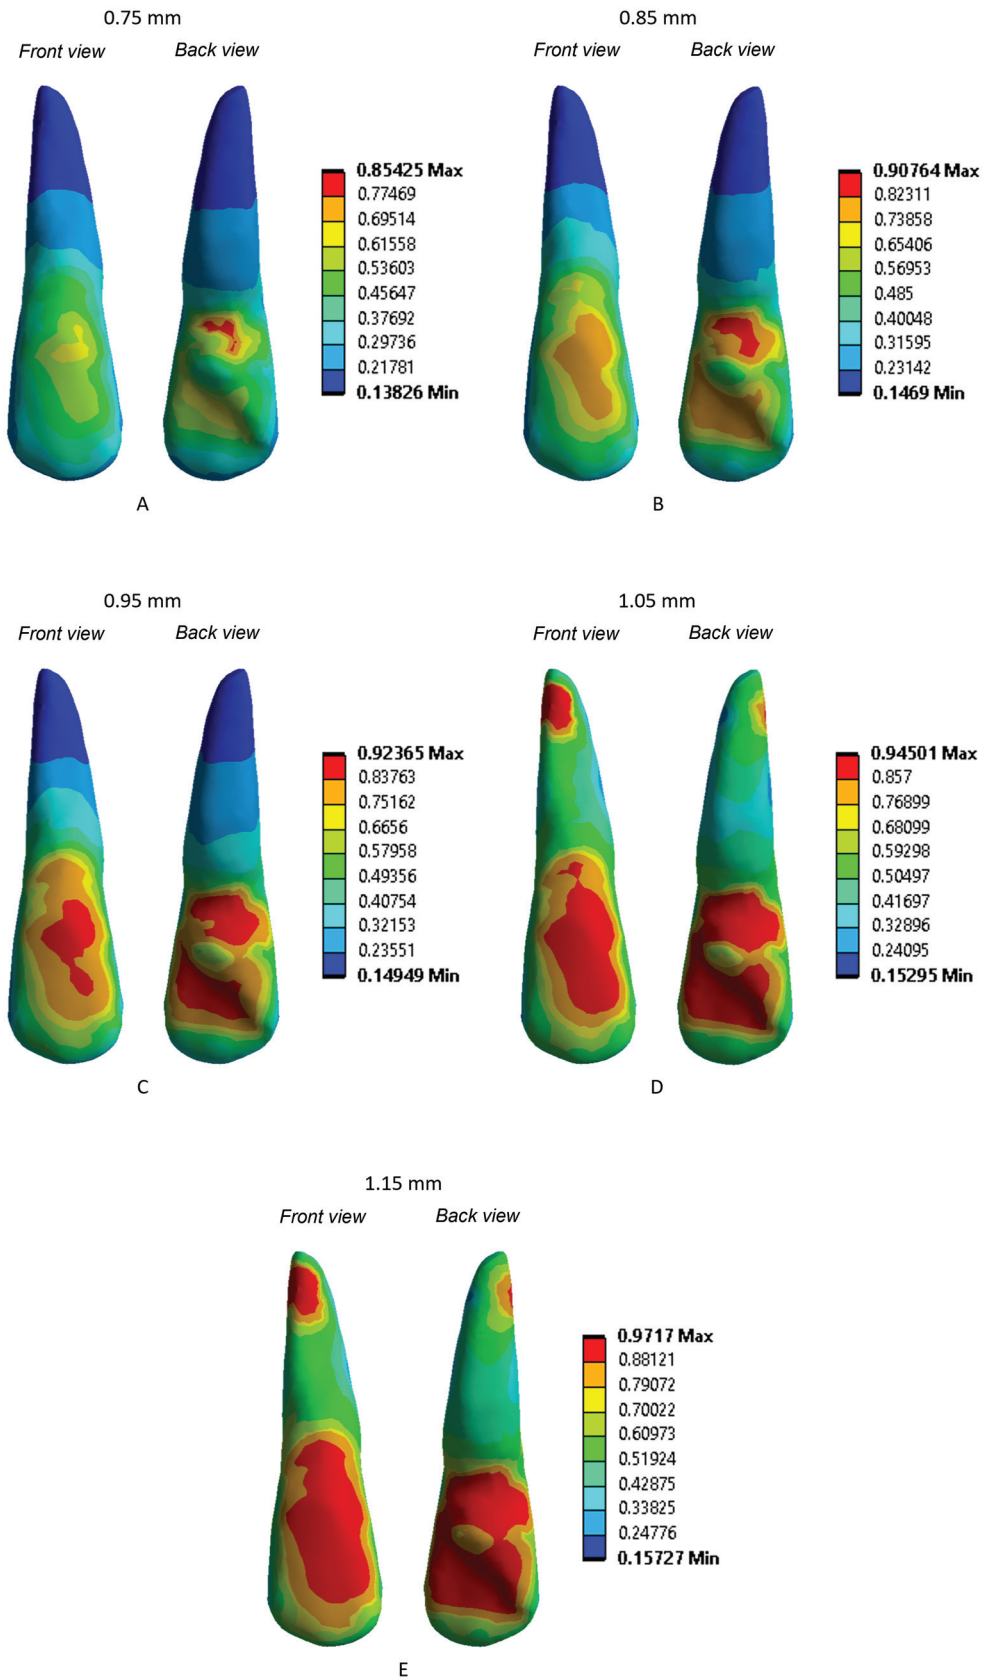 0.75 mm
Front view
Back view
0.85425 Max
0.77469
0.69514
0.61558
0.53603
0.45647
0.37692
0.29736
0.21781
0.13826 Min
A
0.85 mm
Front view
Back view
0.90764 Max
0.82311
0.73858
0.65406
0.56953
0.485
0.40048
0.31595
0.23142
0.1469 Min
B
0.95 mm
Front view
Back view
0.92365 Max
0.83763
0.75162
0.6656
0.57958
0.49356
0.40754
0.32153
0.23551
0.14949 Min
C
1.05 mm
Front view
Back view
0.94501 Max
0.857
0.76899
0.68099
0.59298
0.50497
0.41697
0.32896
0.24095
0.15295 Min
D
1.15 mm
Front view
Back view
0.9717 Max
0.88121
0.79072
0.70022
0.60973
0.51924
0.42875
0.33825
0.24776
0.15727 Min
E